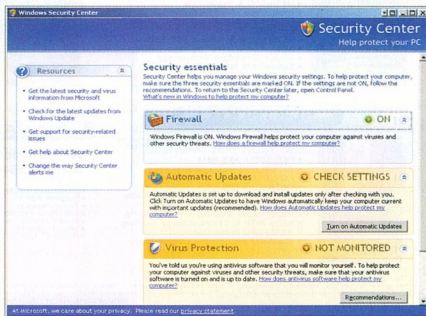 Windows Security Center
Security Center
Help protect your PC
Resources
Get the latest security and virus
information from Microsoft
Check for the latest updates from
Windows Update
Get support for security-related
issues
Get help about Security Center
Change the way Security Center
alerts me
Security essentials
Security Center helps you manage your Windows security settings. To help protect your computer,
make sure the three security essentials are marked ON. If the settings are not ON, follow the
recommendations. To return to the Security Center later, open Control Panel.
What's new in Windows to help protect my computer?
Firewall
ON
Windows Firewall is ON. Windows Firewall helps protect your computer against viruses and
other security threats. How does a firewall help protect my computer?
Automatic Updates
CHECK SETTINGS
Automatic Updates is set up to download and install updates only after checking with you.
Click Turn on Automatic Updates to have Windows automatically keep your computer current
with important updates (recommended). How does Automatic Updates help protect my
computer?
Turn on Automatic Updates
Virus Protection
NOT MONITORED
You've told us you're using antivirus software that you will monitor yourself. To help protect
your computer against viruses and other security threats, make sure that your antivirus
software is turned on and is up to date. How does antivirus software help protect my
computer?
Recommendations...
At Microsoft, we care about your privacy. Please read our privacy statement.